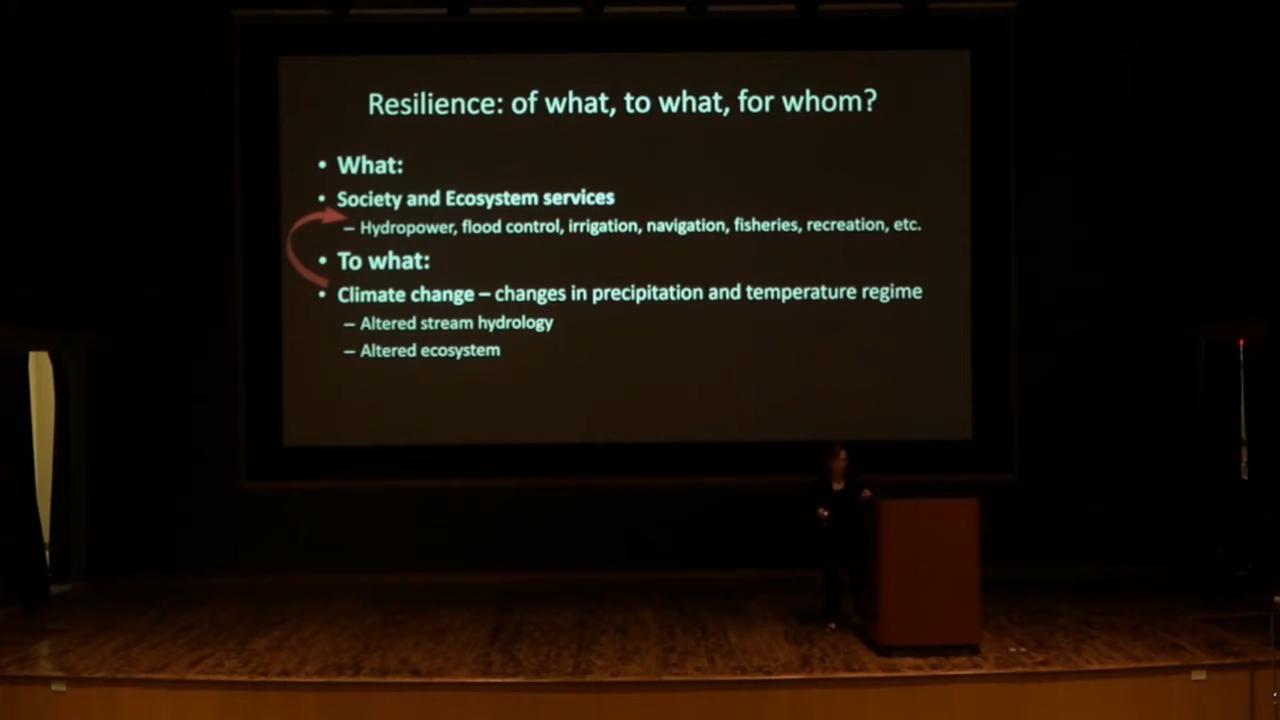 Resilience: of what, to what, for whom?
• What:
• Society and Ecosystem services
– Hydropower, flood control, irrigation, navigation, fisheries, recreation, etc.
• To what:
• Climate change – changes in precipitation and temperature regime
– Altered stream hydrology
– Altered ecosystem